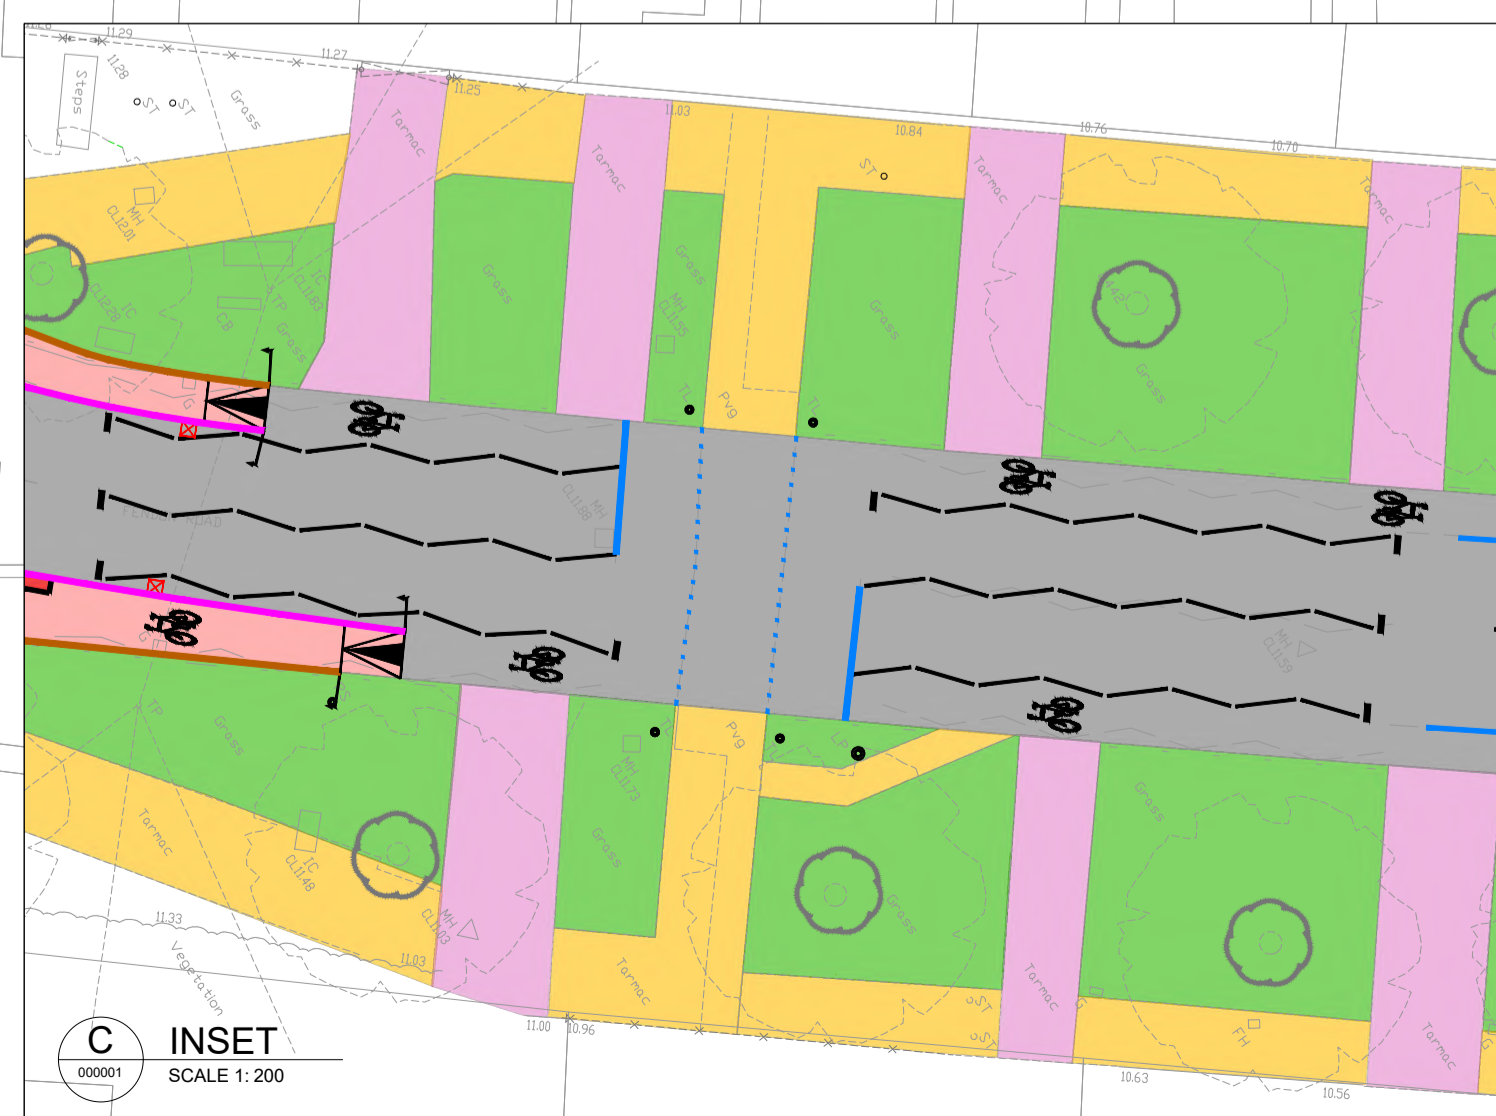 11.29
11.28
Steps
ST
ST
Grass
11.27
Tarmac
11.25
Tarmac
11.03
10.84
ST
Tarmac
10.76
10.70
Tarmac
MH
CL12.01
IC
CL12.28
IC
CL11.83
TP
CB
Grass
Grass
Grass
MH
CL11.55
TL
Pvg
TL
Grass
Grass
G
FENDON ROAD
MH
CL11.88
MH
CL11.59
G
TP
Grass
Tarmac
IC
CL11.48
MH
CL11.73
Pvg
LP
Grass
Grass
Grass
MH
CL11.03
11.33
11.03
Vegetation
Tarmac
11.00
10.96
ST
ST
Tarmac
G
FH
Tarmac
G
10.63
10.56
C
000001
INSET
SCALE 1: 200